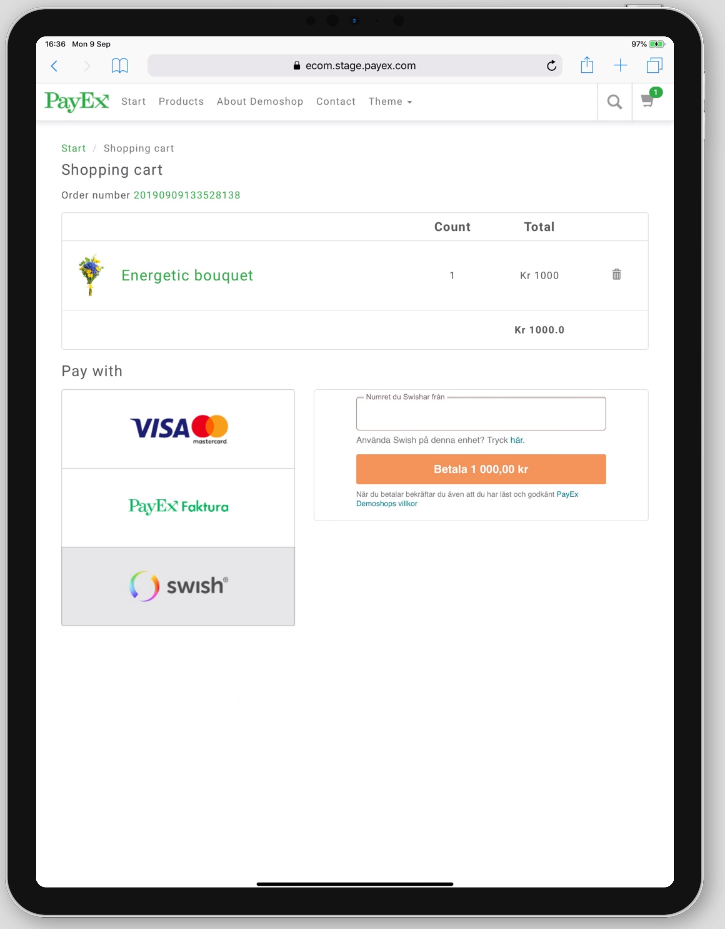 16:36 Mon 9 Sep
97%
ecom.stage.payex.com
PayEx Start Products About Demoshop Contact Theme
1
Start / Shopping cart
Shopping cart
Order number 20190909133528138
Count Total
Energetic bouquet 1 Kr 1000
Kr 1000.0
Pay with
VISA mastercard
Numret du Swishar från
Använda Swish på denna enhet? Tryck här.
Betala 1 000,00 kr
När du betalar bekräftar du även att du har läst och godkänt PayEx
Demoshops villkor
PayEx Faktura
swish®